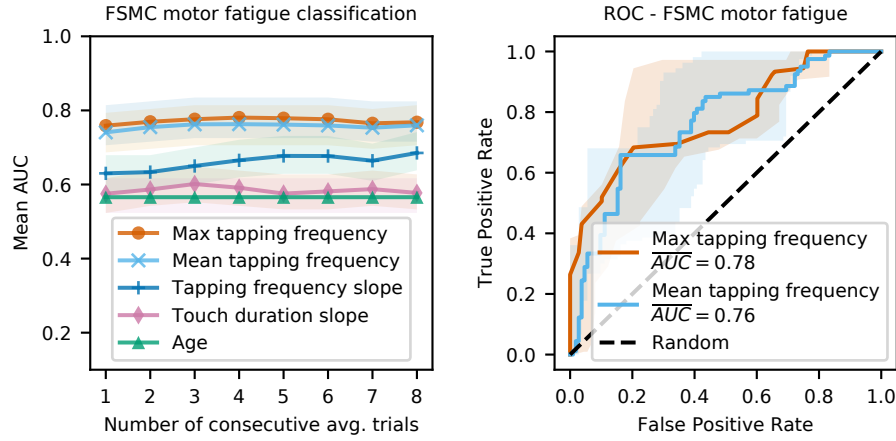 FSMC motor fatigue classification
Mean AUC
1.0
0.8
0.6
0.4
0.2
Max tapping frequency
Mean tapping frequency
Tapping frequency slope
Touch duration slope
Age
1 2 3 4 5 6 7 8
Number of consecutive avg. trials
ROC - FSMC motor fatigue
True Positive Rate
1.0
0.8
0.6
0.4
0.2
0.0
Max tapping frequency
AUC = 0.78
Mean tapping frequency
AUC = 0.76
Random
0.0 0.2 0.4 0.6 0.8 1.0
False Positive Rate